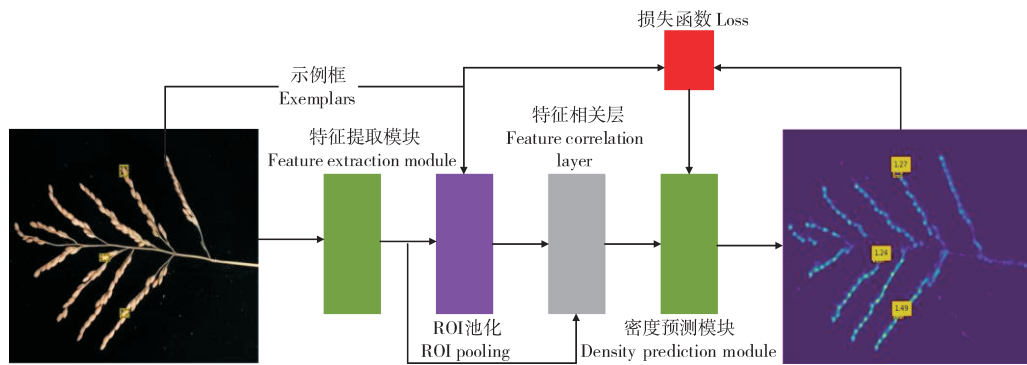 损失函数 Loss
示例框
Exemplars
特征提取模块
Feature extraction module
特征相关层
Feature correlation
layer
ROI池化
ROI pooling
密度预测模块
Density prediction module
1.27
1.24
1.49